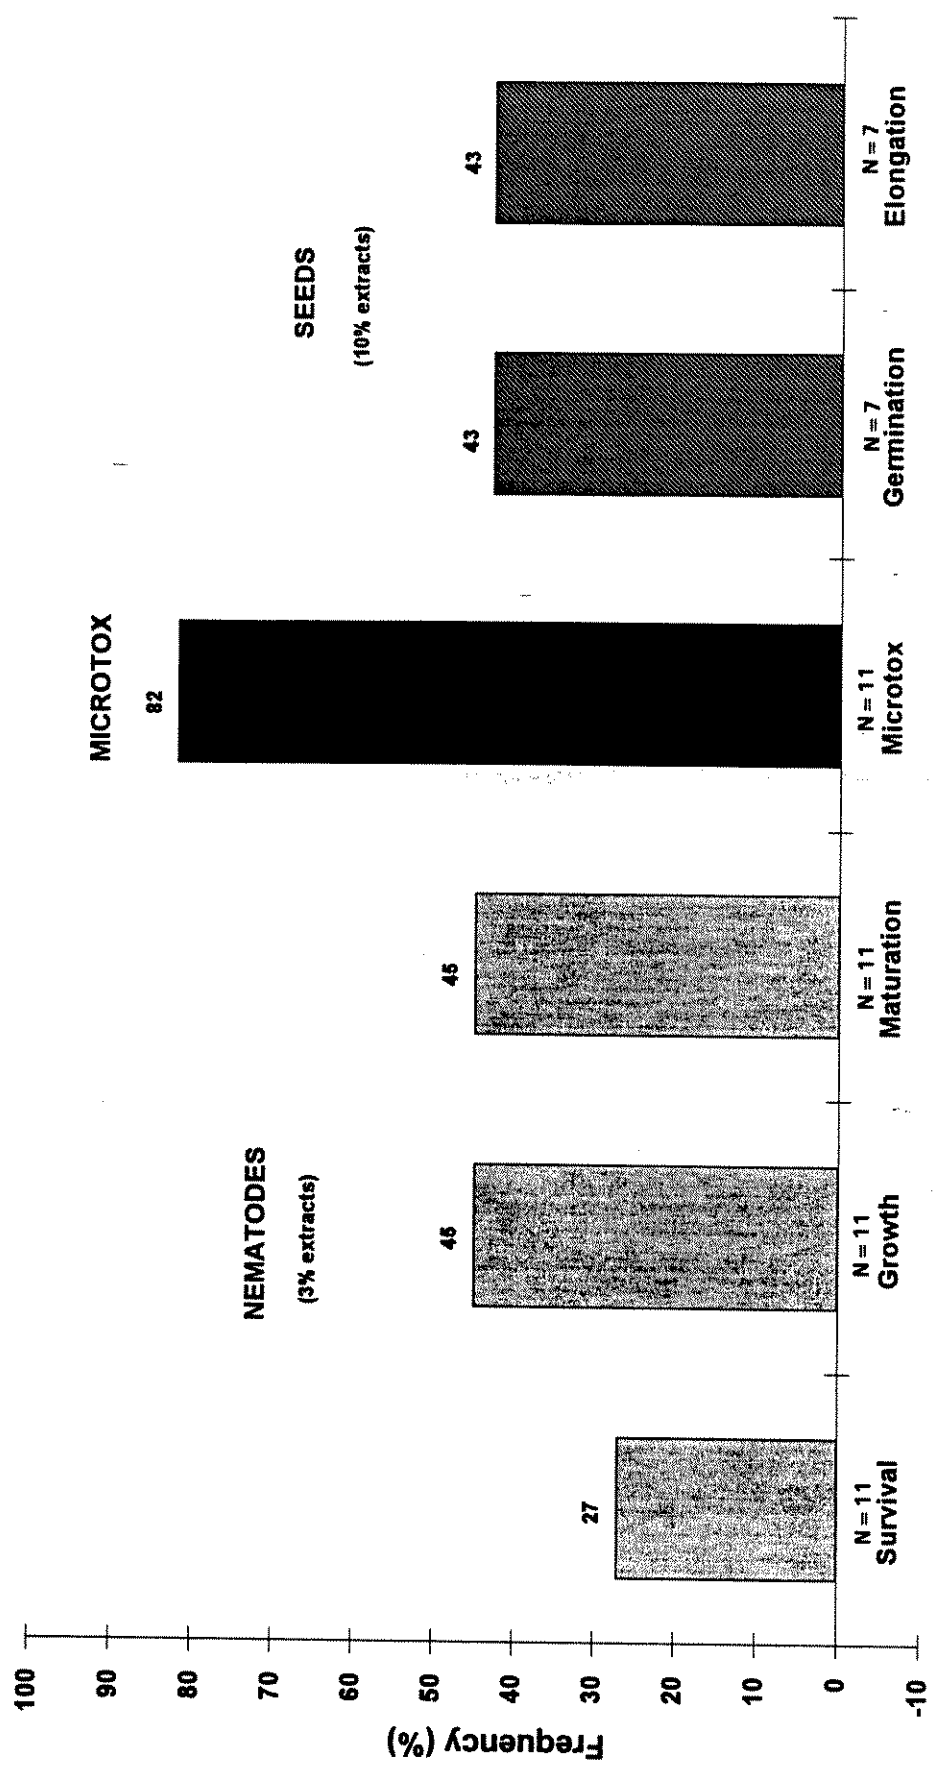 Frequency (%)
100
90
80
70
60
50
40
30
20
10
0
-10
NEMATODES
(3% extracts)
MICROTOX
SEEDS
(10% extracts)
27
45
45
82
43
43
N=11
Survival
N=11
Growth
N=11
Maturation
N=11
Microtox
N=7
Germination
N=7
Elongation